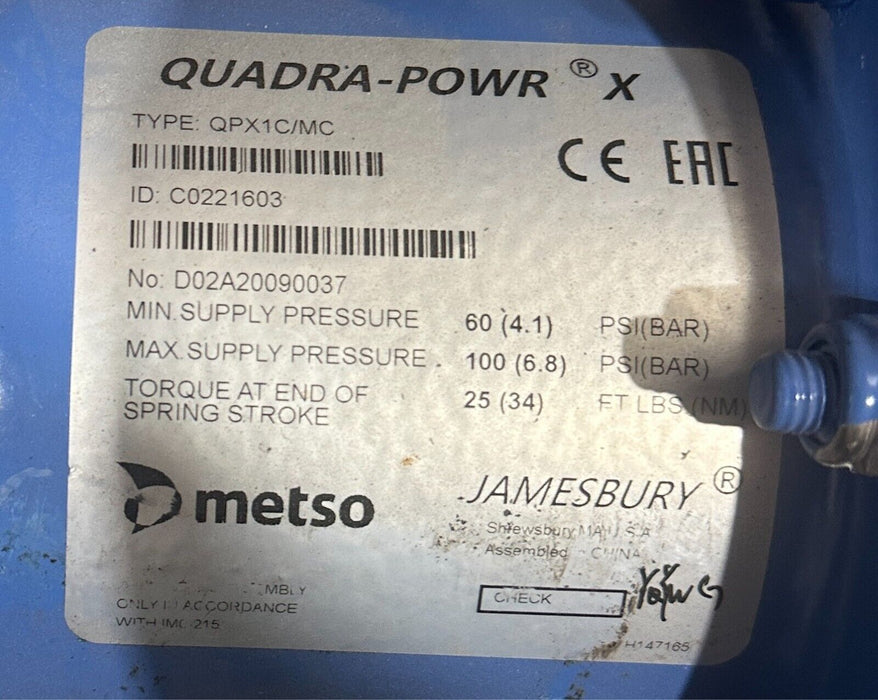 QUADRA-POWR ® X
TYPE: QPX1C/MC
CE EAC
ID: C0221603
No: D02A20090037
MIN.SUPPLY PRESSURE 60 (4.1) PSI(BAR)
MAX.SUPPLY PRESSURE 100 (6.8) PSI(BAR)
TORQUE AT END OF
SPRING STROKE 25 (34) FT LBS.(NM)
metso
JAMESBURY®
Shrewsbury,MA U.S.A
Assembled CHINA
ONLY IN ACCORDANCE
WITH IMO 215
CHECK
H147165